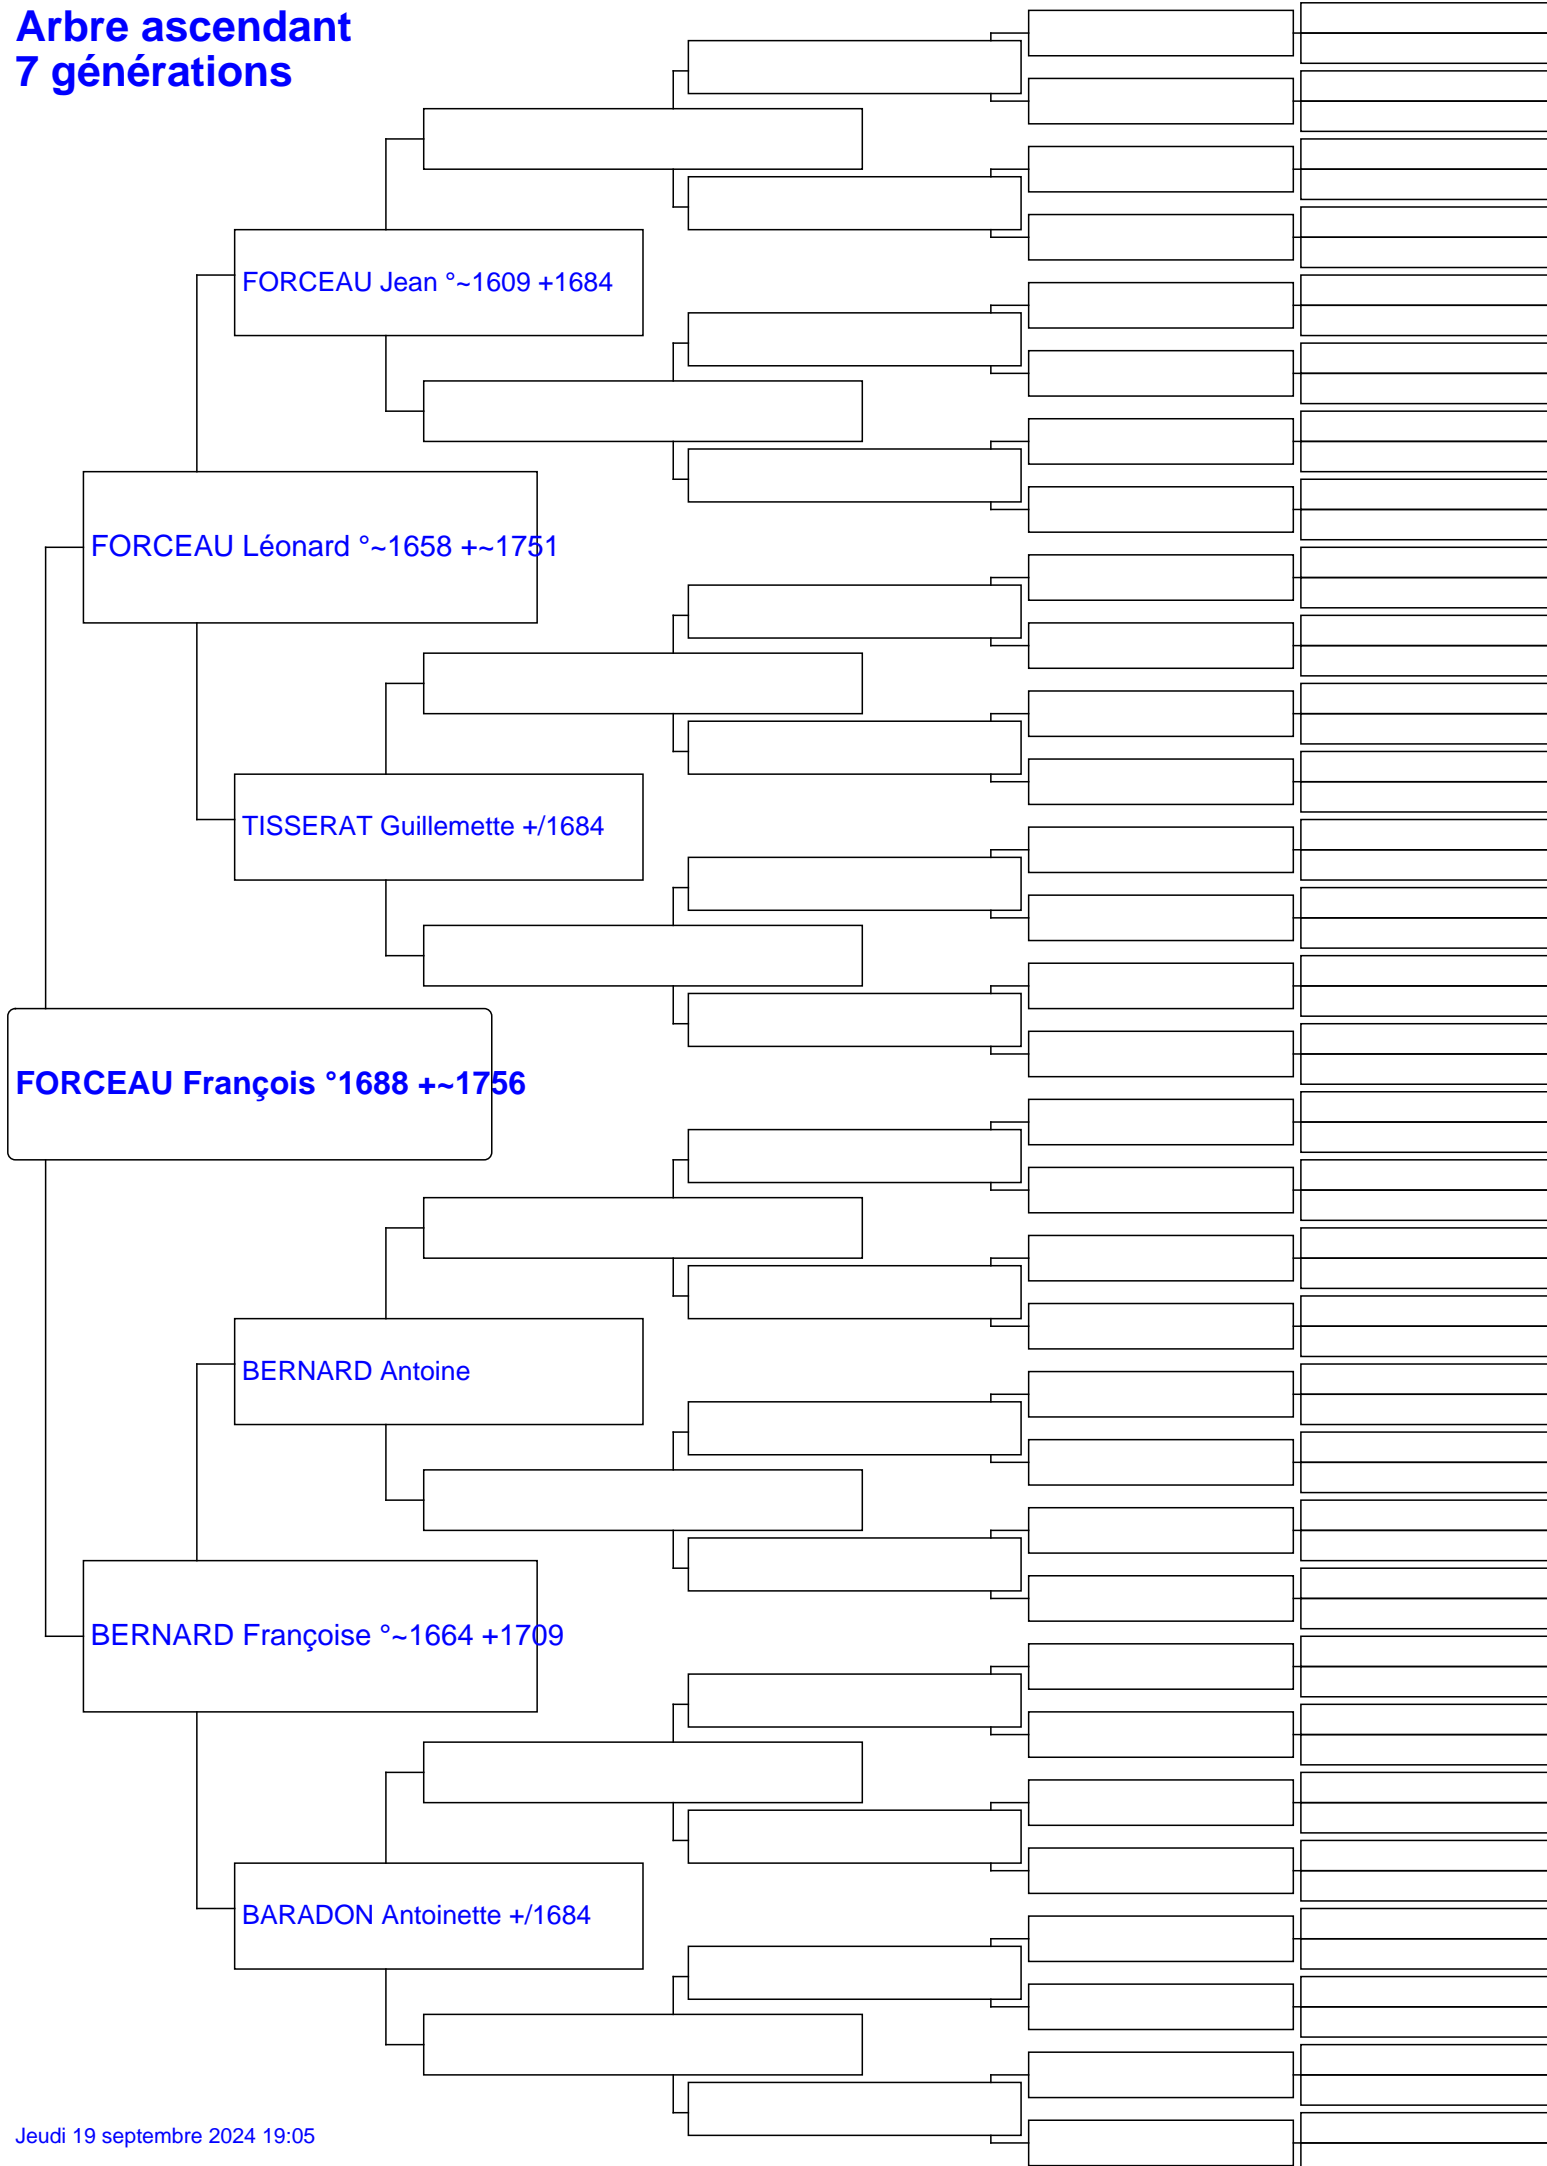 Arbre ascendant
7 générations
FORCEAU Jean °~1609 +1684
FORCEAU Léonard °~1658 +~1751
TISSERAT Guillemette +/1684
FORCEAU François °1688 +~1756
BERNARD Antoine
BERNARD Françoise °~1664 +1709
BARADON Antoinette +/1684
Jeudi 19 septembre 2024 19:05